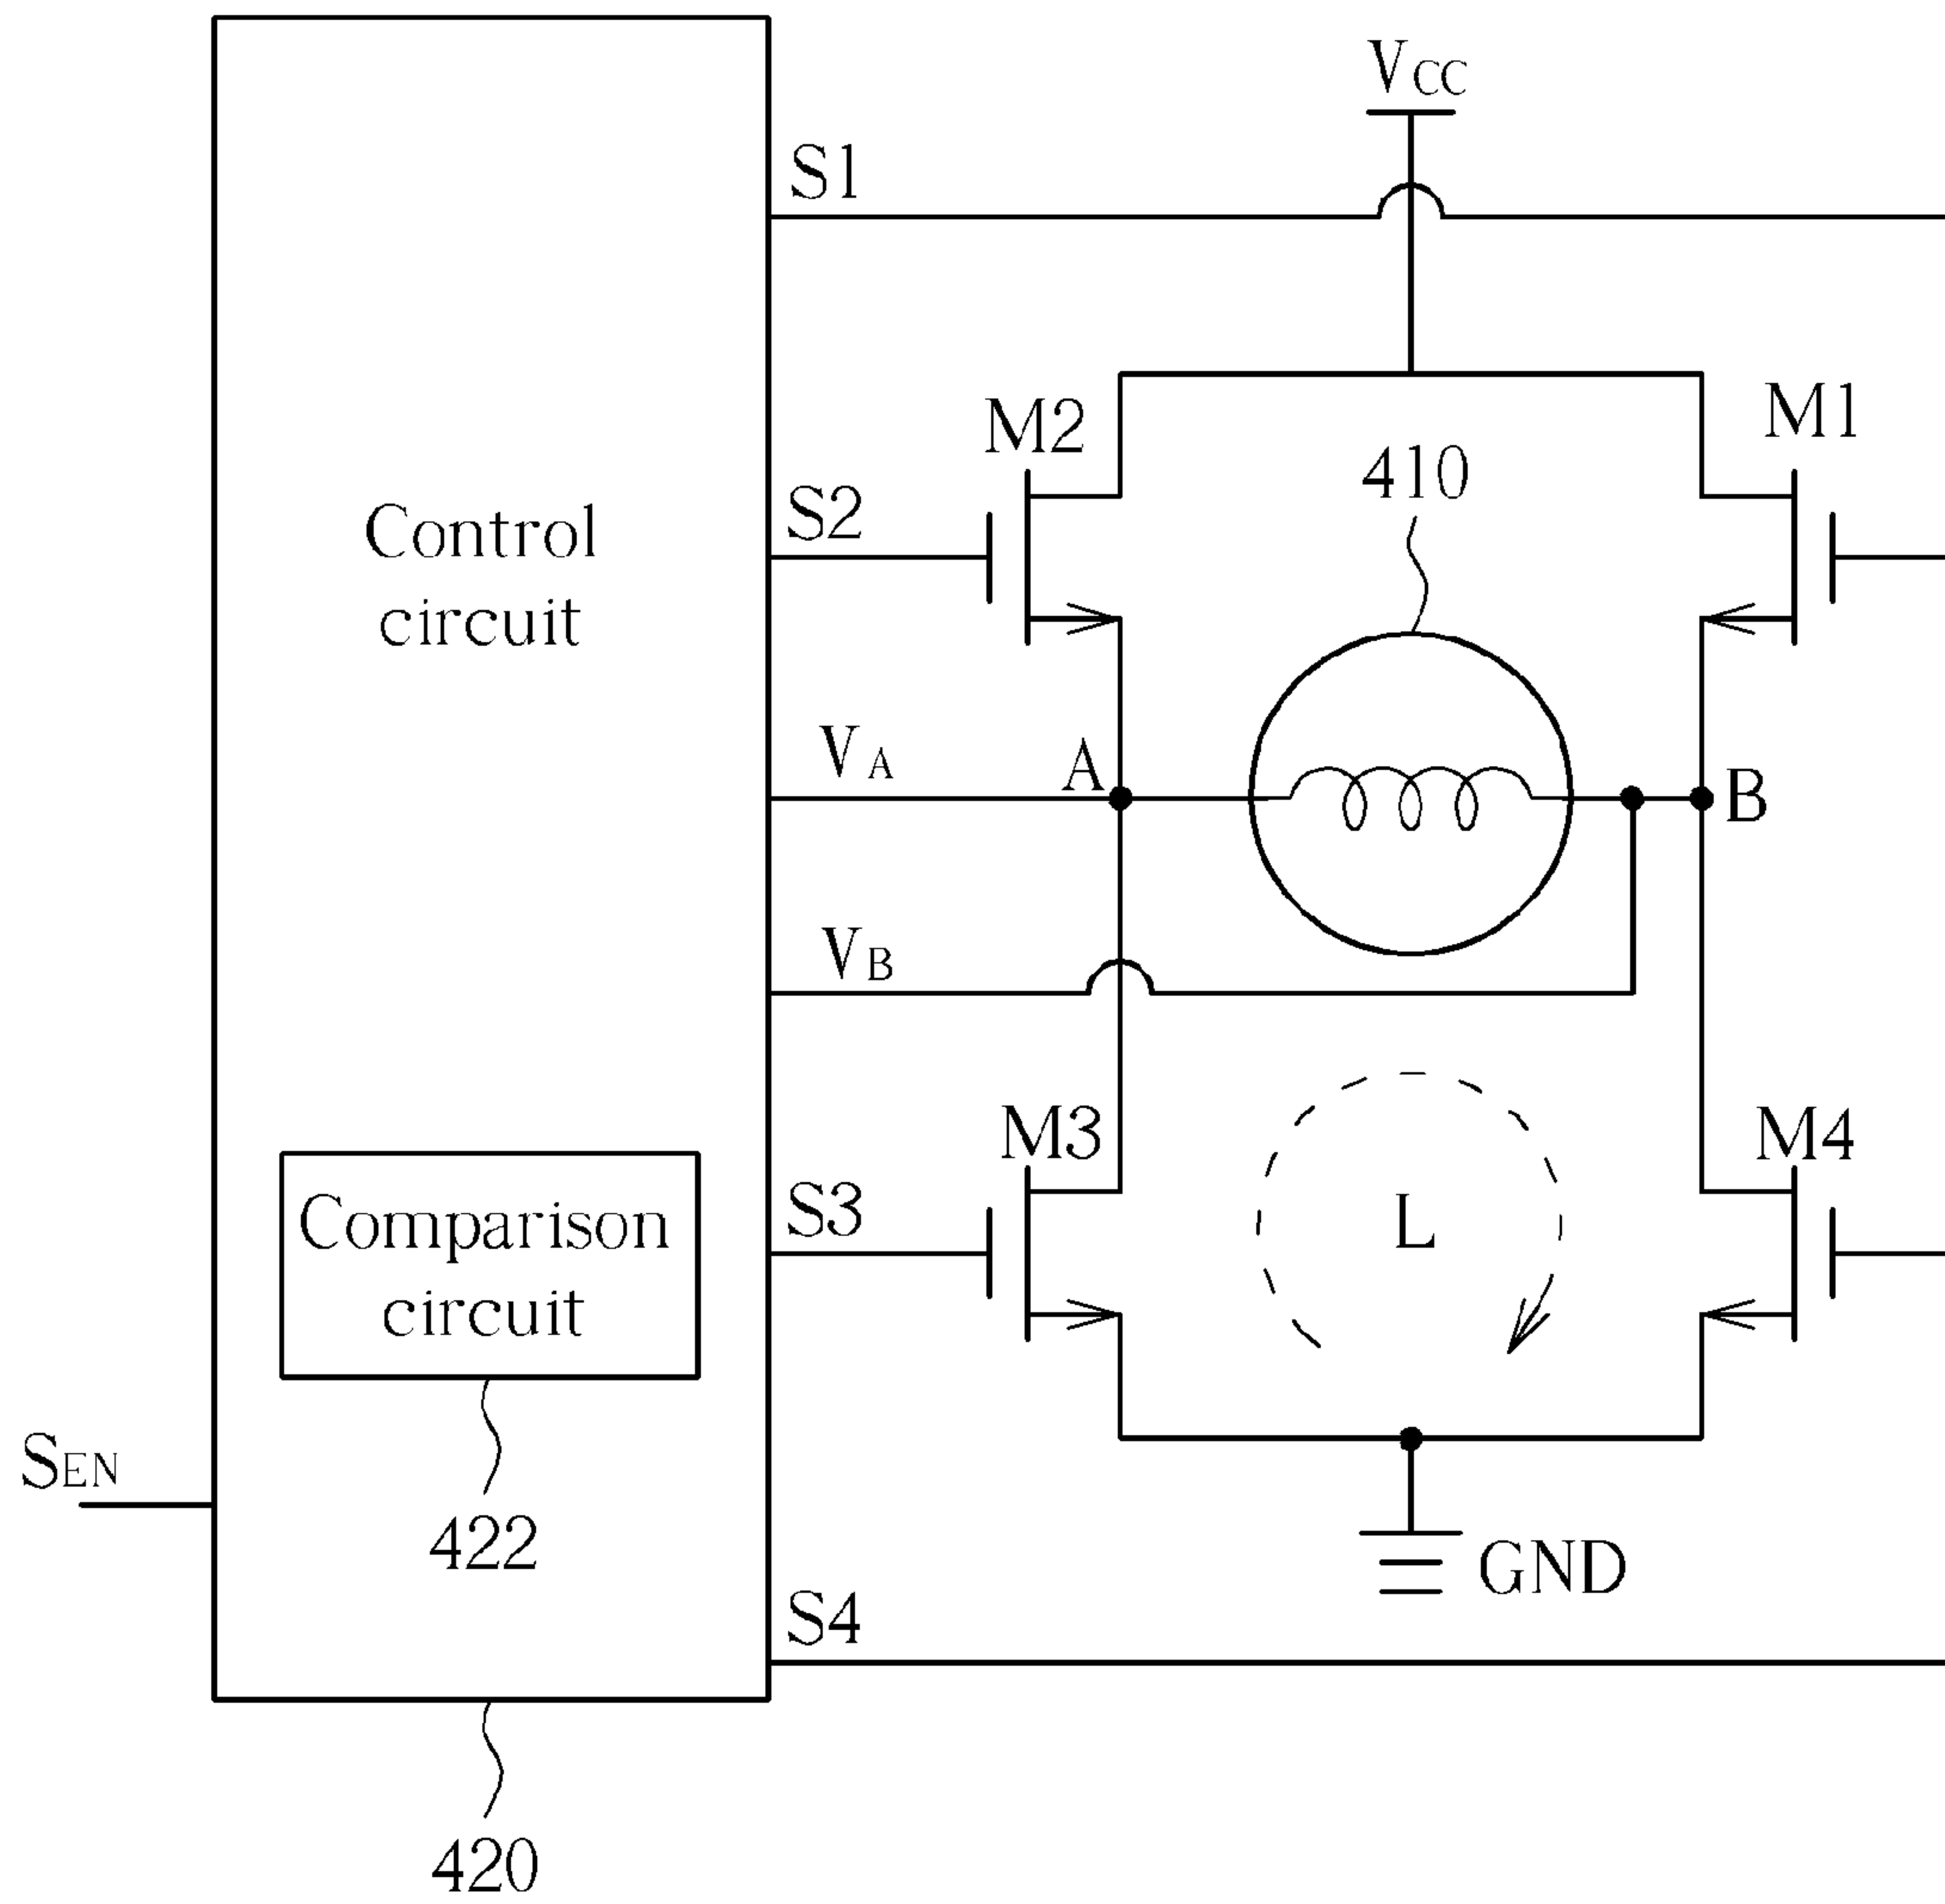 VCC
S1
M2
M1
410
S2
Control
circuit
VA
A
B
VB
M3
M4
S3
L
Comparison
circuit
SEN
422
GND
S4
420